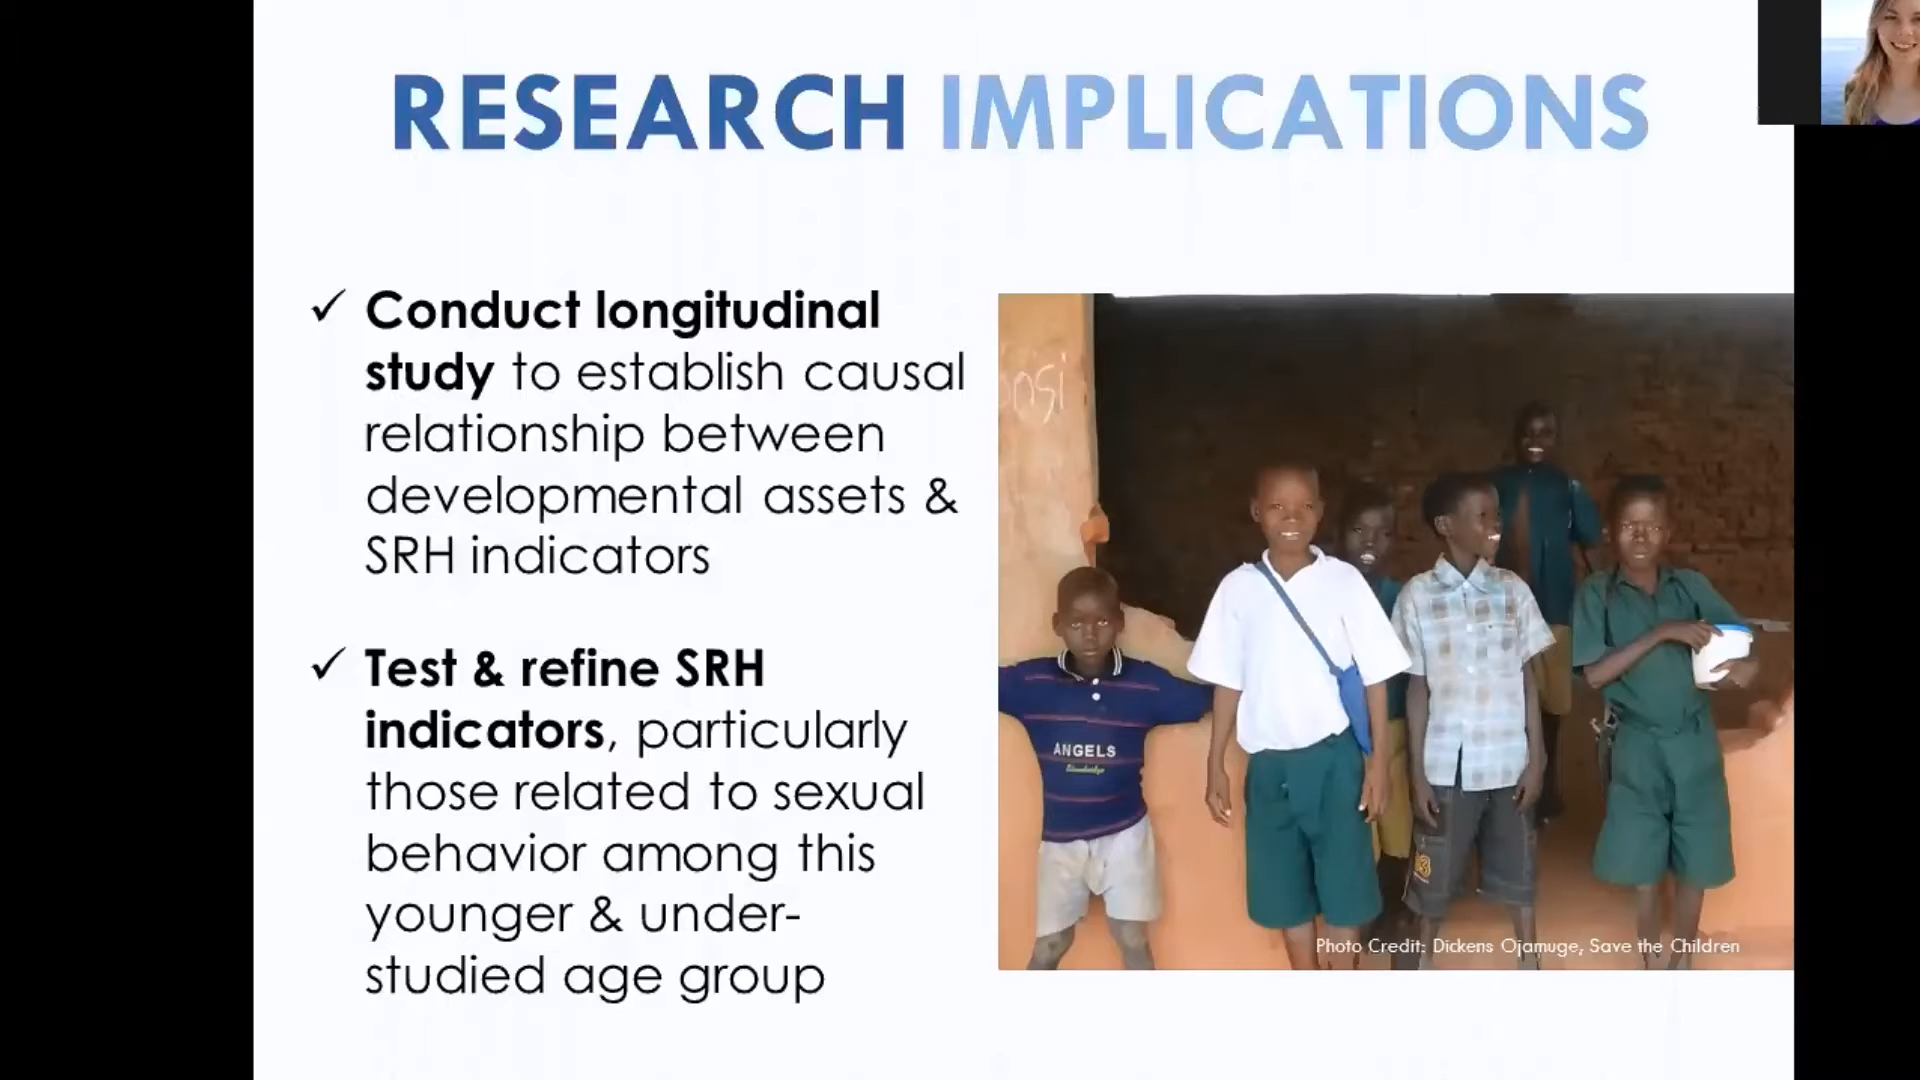 RESEARCH IMPLICATIONS
✓ Conduct longitudinal
study to establish causal
relationship between
developmental assets &
SRH indicators
✓ Test & refine SRH
indicators, particularly
those related to sexual
behavior among this
younger & under-
studied age group
ANGELS
Photo Credit: Dickens Ojamuge, Save the Children